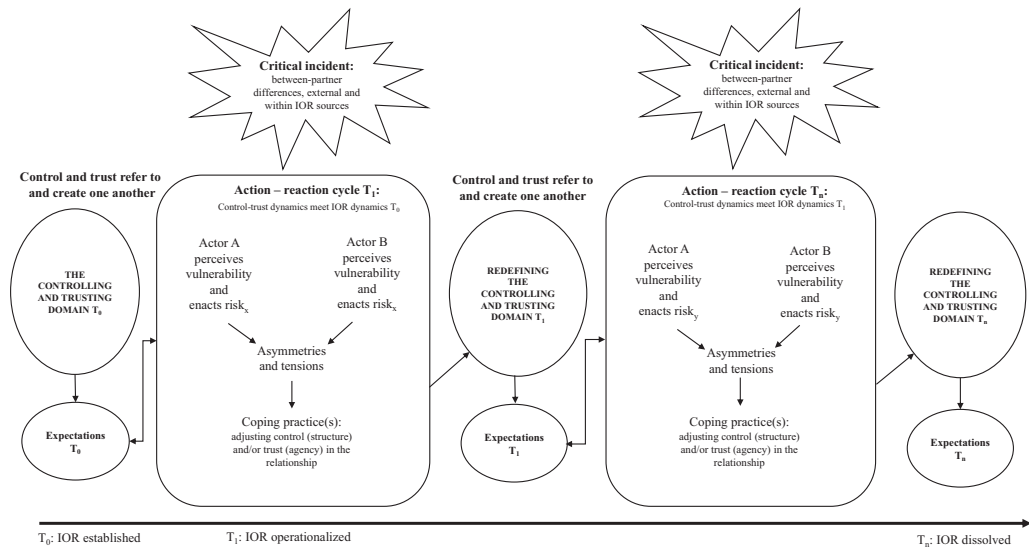 Critical incident:
between-partner
differences, external and
within IOR sources
Critical incident:
between-partner
differences, external and
within IOR sources
Control and trust refer to
and create one another
THE
CONTROLLING
AND TRUSTING
DOMAIN T₀
Expectations
T₀
Action – reaction cycle T₁:
Control-trust dynamics meet IOR dynamics T₀
Actor A
perceives
vulnerability
and
enacts riskₓ
Actor B
perceives
vulnerability
and
enacts riskₓ
Asymmetries
and tensions
Coping practice(s):
adjusting control (structure)
and/or trust (agency) in the
relationship
Control and trust refer to
and create one another
REDEFINING
THE
CONTROLLING
AND TRUSTING
DOMAIN T₁
Expectations
T₁
Action – reaction cycle Tₙ:
Control-trust dynamics meet IOR dynamics T₁
Actor A
perceives
vulnerability
and
enacts risk_y
Actor B
perceives
vulnerability
and
enacts risk_y
Asymmetries
and tensions
Coping practice(s):
adjusting control (structure)
and/or trust (agency) in the
relationship
REDEFINING
THE
CONTROLLING
AND TRUSTING
DOMAIN Tₙ
Expectations
Tₙ
T₀: IOR established
T₁: IOR operationalized
Tₙ: IOR dissolved